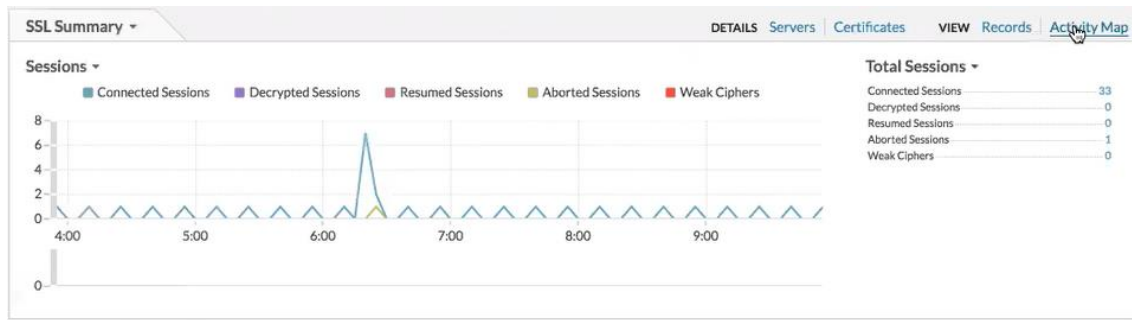 SSL Summary
DETAILS Servers Certificates VIEW Records Activity Map
Sessions
Connected Sessions Decrypted Sessions Resumed Sessions Aborted Sessions Weak Ciphers
8
6
4
2
0
4:00 5:00 6:00 7:00 8:00 9:00
0
Total Sessions
Connected Sessions 33
Decrypted Sessions 0
Resumed Sessions 0
Aborted Sessions 1
Weak Ciphers 0